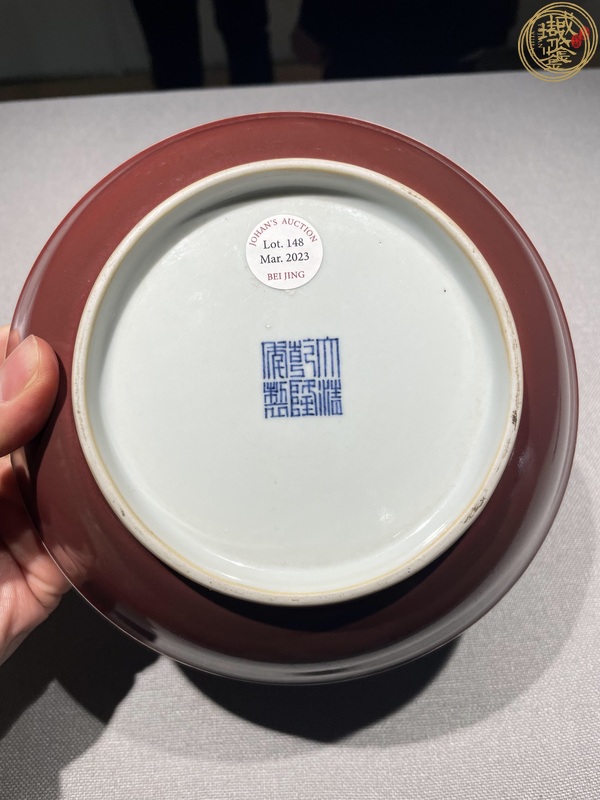 JOHAN'S AUCTION
Lot. 148
Mar. 2023
BEI JING
大清
乾隆
年製